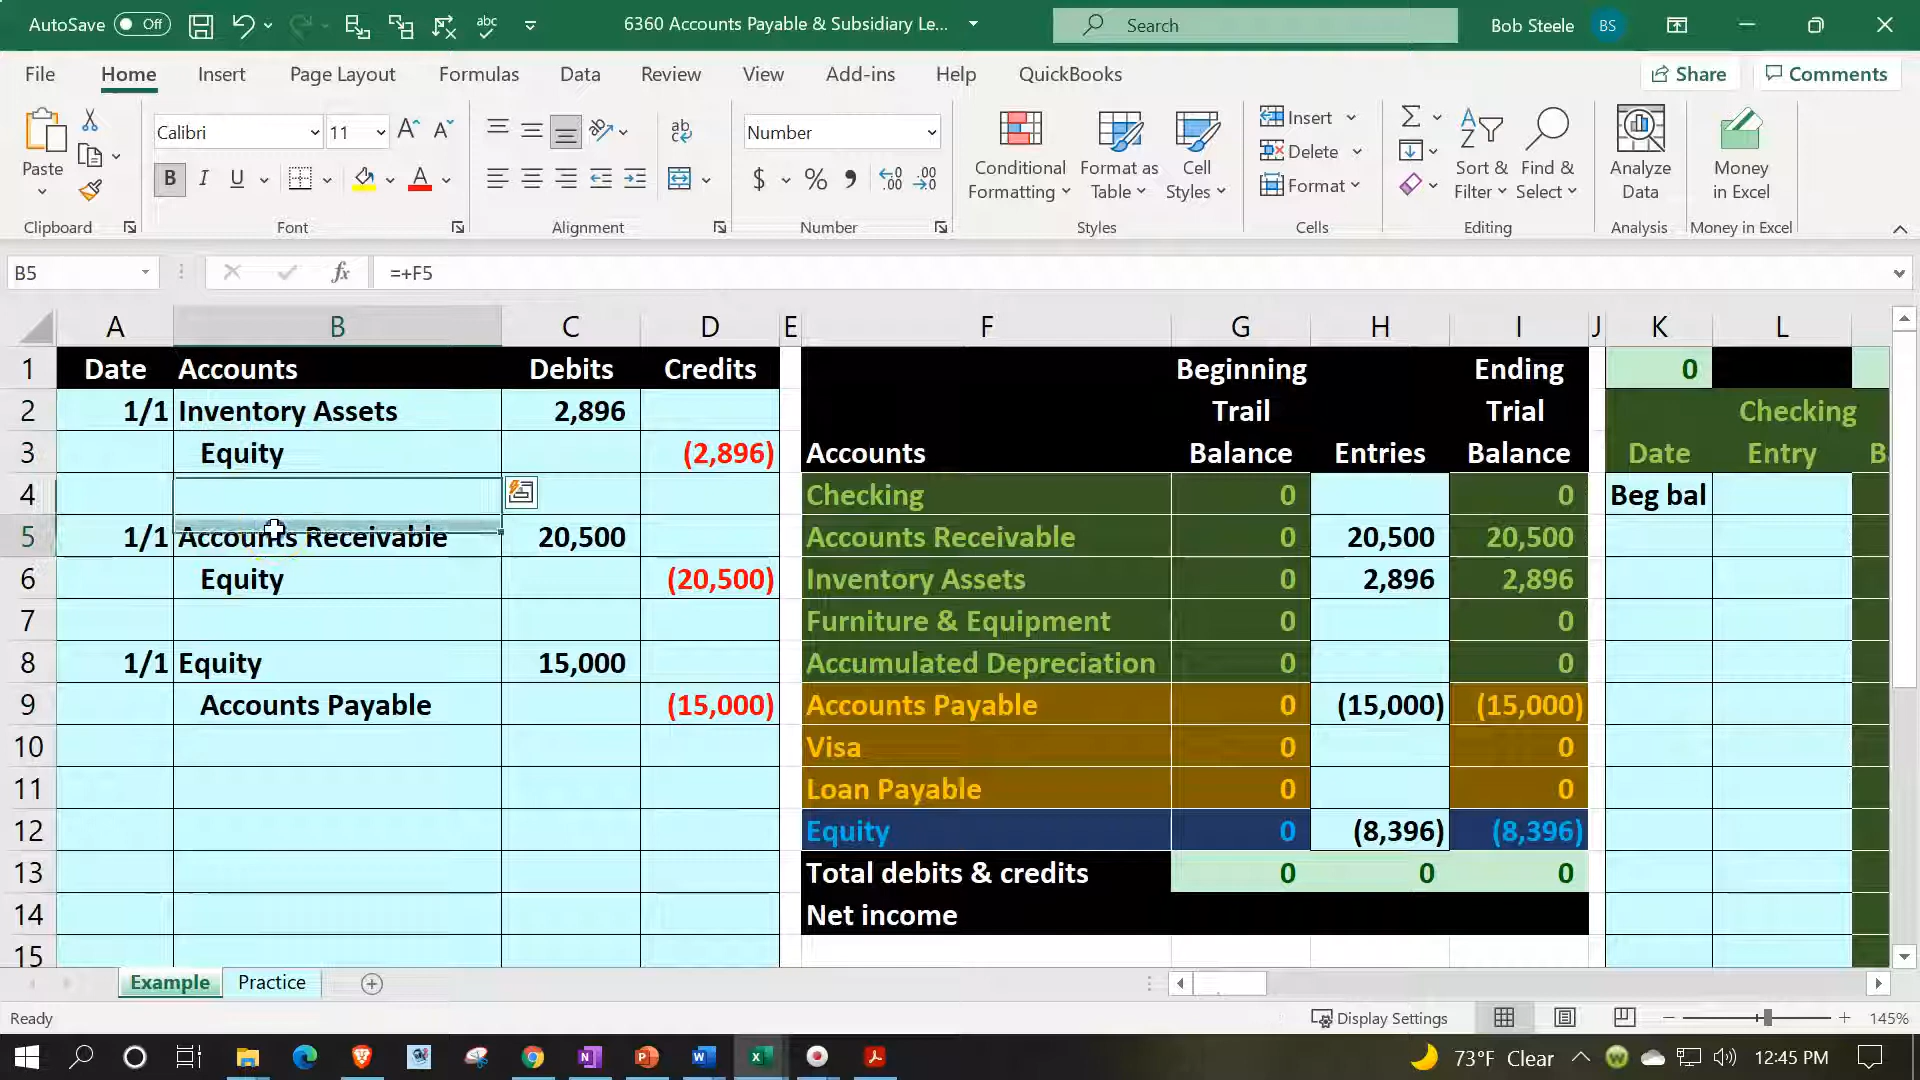 AutoSave Off 6360 Accounts Payable & Subsidiary Le... Search Bob Steele BS
File Home Insert Page Layout Formulas Data Review View Add-ins Help QuickBooks Share Comments
Calibri 11 Number Insert
Paste Conditional Formatting Format as Table Cell Styles Delete Sort & Filter Find & Select Analyze Data Money in Excel
Format
Clipboard Font Alignment Number Styles Cells Editing Analysis Money in Excel
B5 fx =+F5
A B C D E F G H I J K L
1 Date Accounts Debits Credits Beginning Ending 0
2 1/1 Inventory Assets 2,896 Trail Trial Checking
3 Equity (2,896) Accounts Balance Entries Balance Date Entry B
4 Checking 0 0 Beg bal
5 1/1 Accounts Receivable 20,500 Accounts Receivable 0 20,500 20,500
6 Equity (20,500) Inventory Assets 0 2,896 2,896
7 Furniture & Equipment 0 0
8 1/1 Equity 15,000 Accumulated Depreciation 0 0
9 Accounts Payable (15,000) Accounts Payable 0 (15,000) (15,000)
10 Visa 0 0
11 Loan Payable 0 0
12 Equity 0 (8,396) (8,396)
13 Total debits & credits 0 0 0
14 Net income
15
Example Practice
Ready Display Settings 145%
73°F Clear 12:45 PM